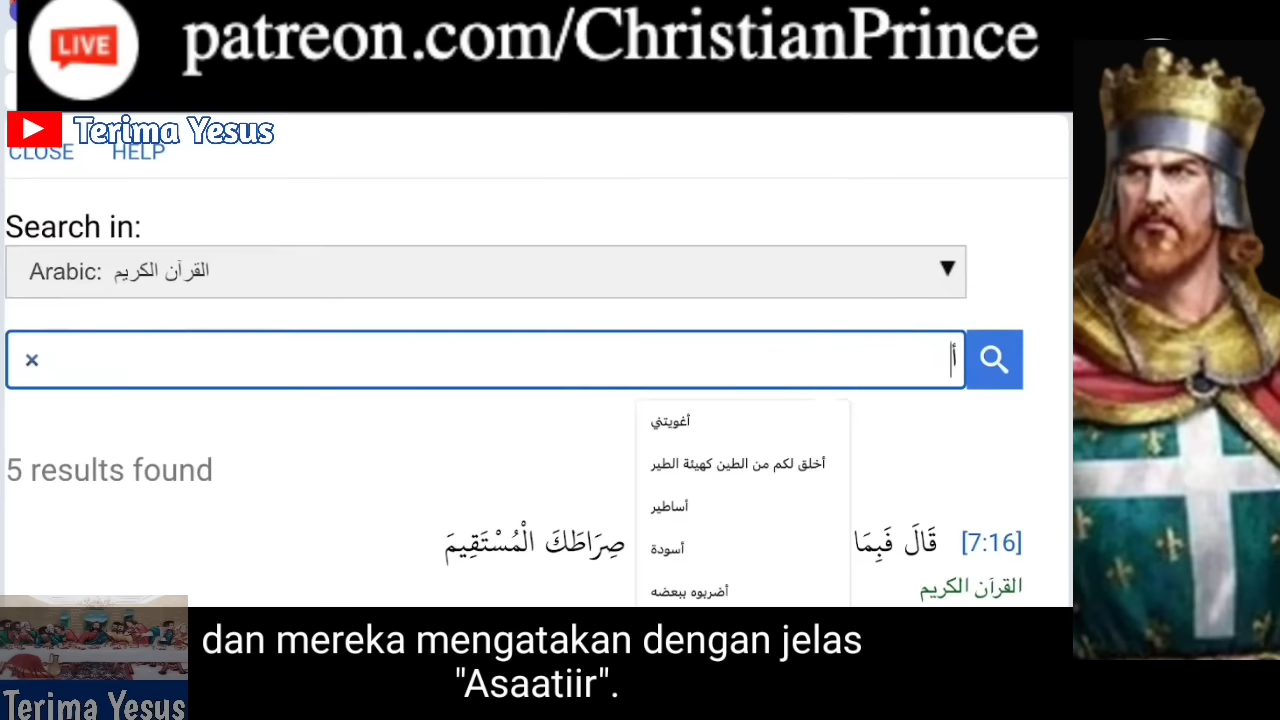 LIVE
patreon.com/ChristianPrince
Terima Yesus
CLOSE HELP
Search in:
Arabic: القرآن الكريم
أ
أغويتني
أخلق لكم من الطين كهيئة الطير
أساطير
أسودة
أضربوه ببعضه
5 results found
[7:16] قَالَ فَبِمَا صِرَاطَكَ الْمُسْتَقِيمَ
القرآن الكريم
dan mereka mengatakan dengan jelas
"Asaatiir".
Terima Yesus